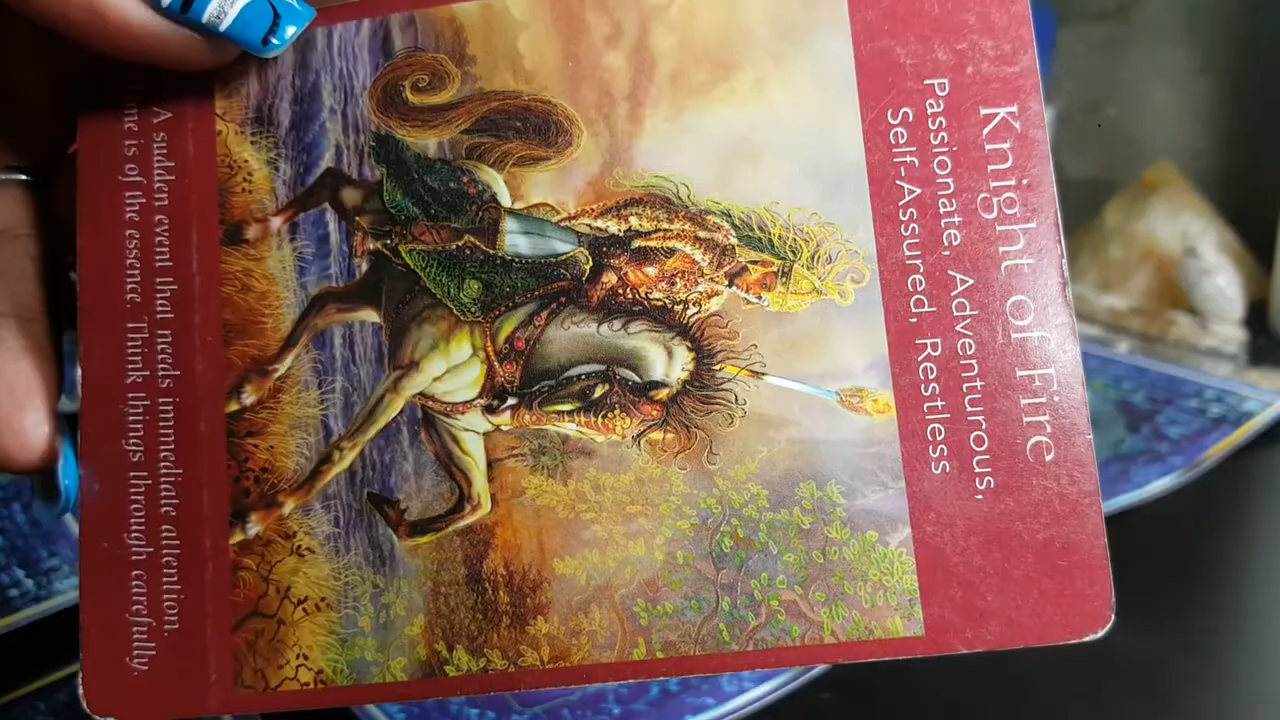 Knight of Fire
Passionate, Adventurous,
Self-Assured, Restless
A sudden event that needs immediate attention.
Time is of the essence. Think things through carefully.